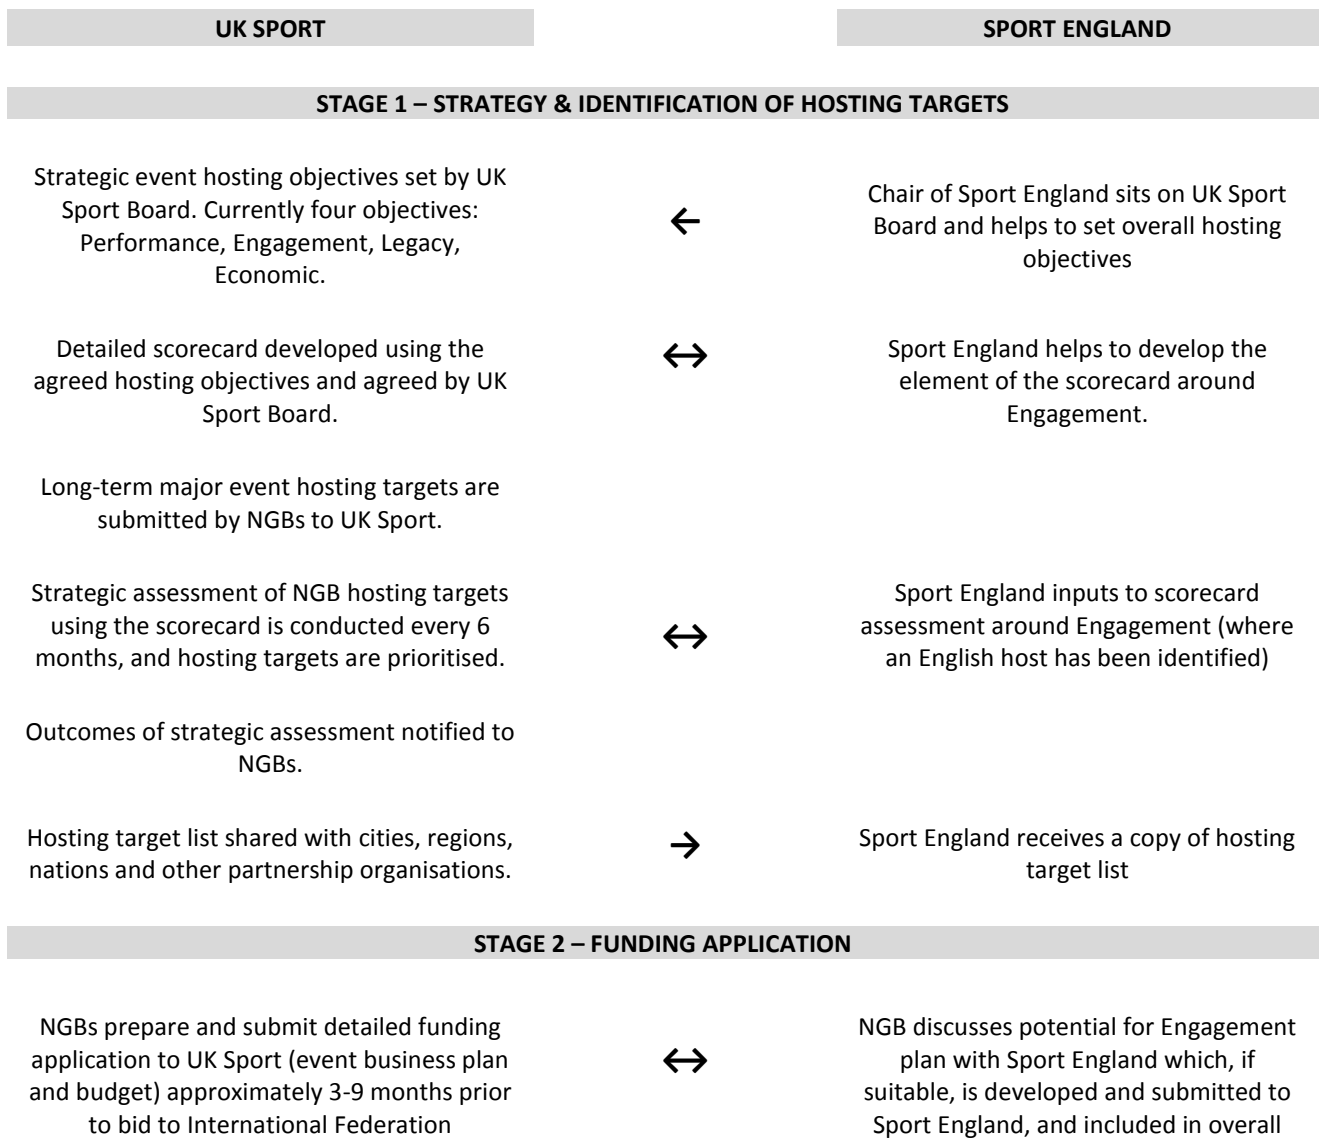 UK SPORT
SPORT ENGLAND
STAGE 1 – STRATEGY & IDENTIFICATION OF HOSTING TARGETS
Strategic event hosting objectives set by UK
Sport Board. Currently four objectives:
Performance, Engagement, Legacy,
Economic.
←
Chair of Sport England sits on UK Sport
Board and helps to set overall hosting
objectives
Detailed scorecard developed using the
agreed hosting objectives and agreed by UK
Sport Board.
↔
Sport England helps to develop the
element of the scorecard around
Engagement.
Long-term major event hosting targets are
submitted by NGBs to UK Sport.
Strategic assessment of NGB hosting targets
using the scorecard is conducted every 6
months, and hosting targets are prioritised.
↔
Sport England inputs to scorecard
assessment around Engagement (where
an English host has been identified)
Outcomes of strategic assessment notified to
NGBs.
Hosting target list shared with cities, regions,
nations and other partnership organisations.
→
Sport England receives a copy of hosting
target list
STAGE 2 – FUNDING APPLICATION
NGBs prepare and submit detailed funding
application to UK Sport (event business plan
and budget) approximately 3-9 months prior
to bid to International Federation
↔
NGB discusses potential for Engagement
plan with Sport England which, if
suitable, is developed and submitted to
Sport England, and included in overall